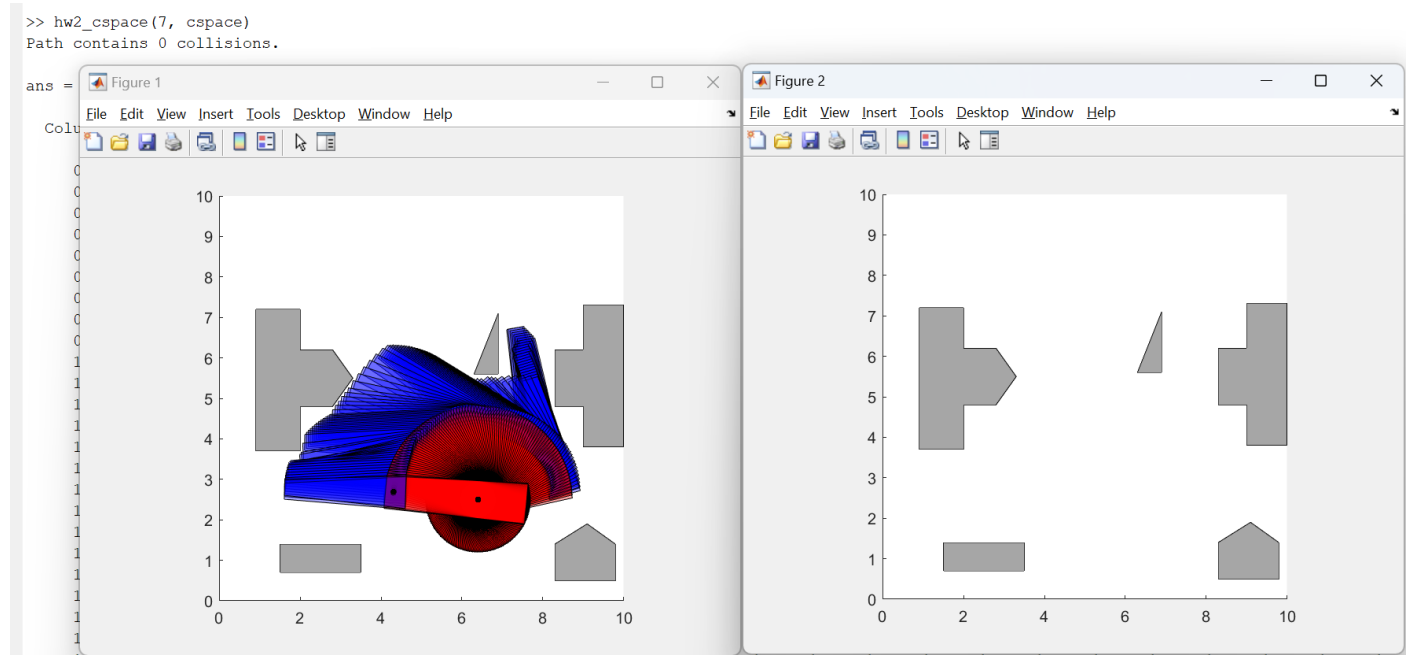 >> hw2_cspace(7, cspace)
Path contains 0 collisions.
ans =
Figure 1
File Edit View Insert Tools Desktop Window Help
10
9
8
7
6
5
4
3
2
1
0
0 2 4 6 8 10
Figure 2
File Edit View Insert Tools Desktop Window Help
10
9
8
7
6
5
4
3
2
1
0
0 2 4 6 8 10